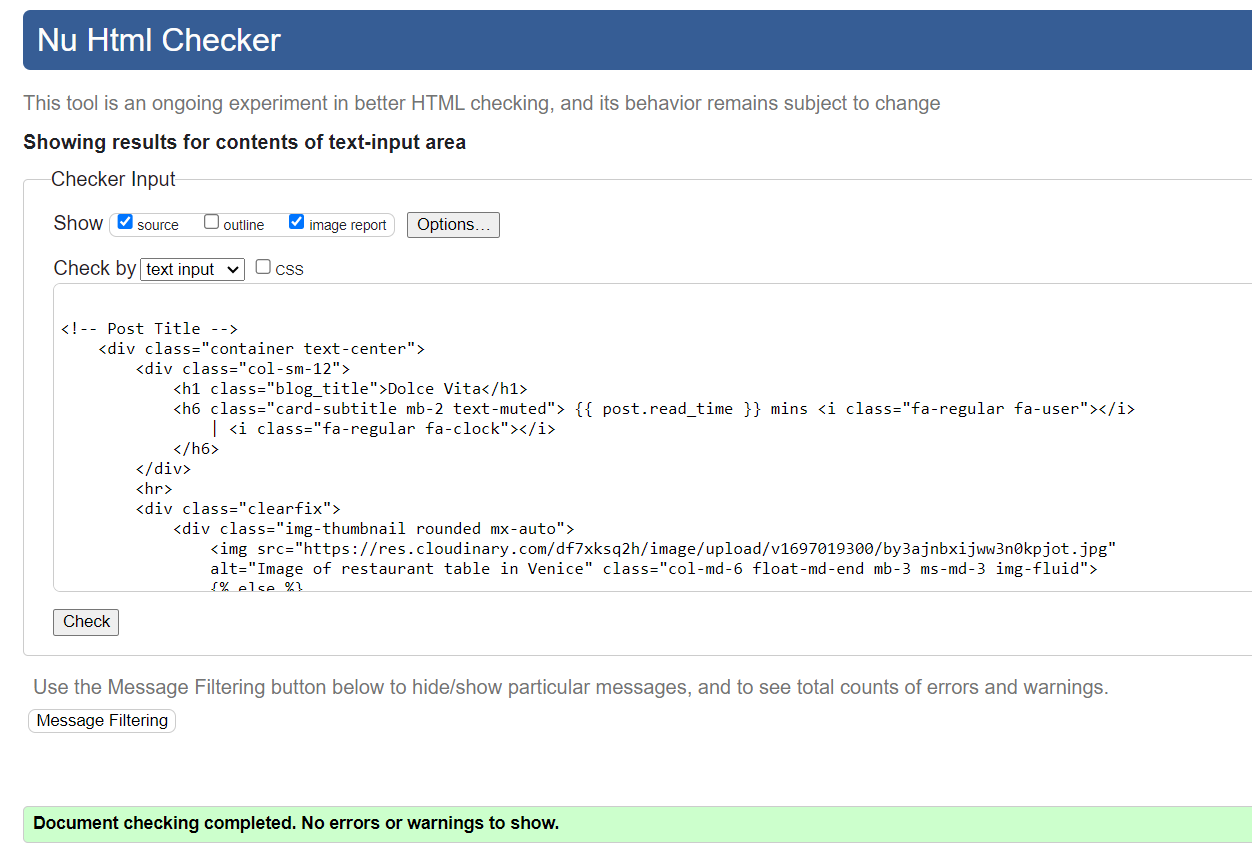 Nu Html Checker
This tool is an ongoing experiment in better HTML checking, and its behavior remains subject to change
Showing results for contents of text-input area
Checker Input
Show source outline image report Options...
Check by text input CSS
<!-- Post Title -->
    <div class="container text-center">
        <div class="col-sm-12">
            <h1 class="blog_title">Dolce Vita</h1>
            <h6 class="card-subtitle mb-2 text-muted"> {{ post.read_time }} mins <i class="fa-regular fa-user"></i>
                | <i class="fa-regular fa-clock"></i>
            </h6>
        </div>
        <hr>
        <div class="clearfix">
            <div class="img-thumbnail rounded mx-auto">
                <img src="https://res.cloudinary.com/df7xksq2h/image/upload/v1697019300/by3ajnbxijww3n0kpjot.jpg"
                alt="Image of restaurant table in Venice" class="col-md-6 float-md-end mb-3 ms-md-3 img-fluid">
                {% else %}
Check
Use the Message Filtering button below to hide/show particular messages, and to see total counts of errors and warnings.
Message Filtering
Document checking completed. No errors or warnings to show.